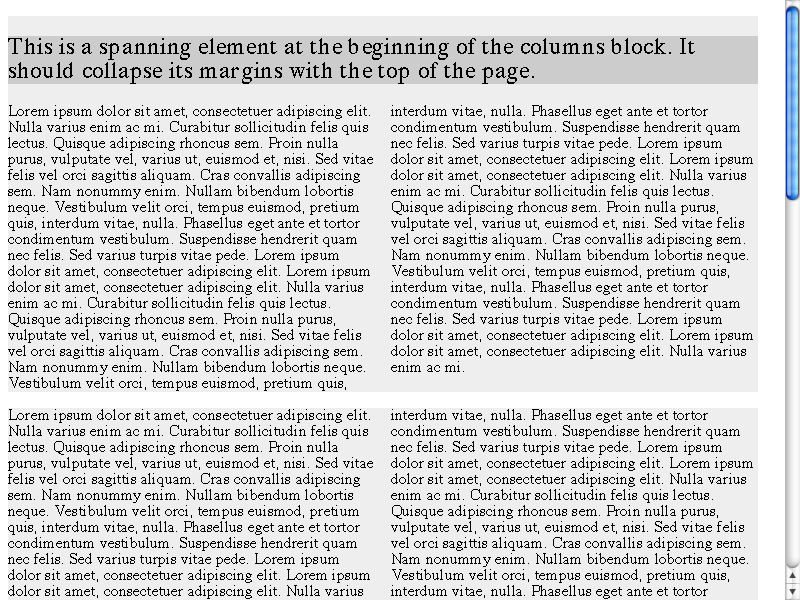 This is a spanning element at the beginning of the columns block. It
should collapse its margins with the top of the page.
Lorem ipsum dolor sit amet, consectetuer adipiscing elit.
Nulla varius enim ac mi. Curabitur sollicitudin felis quis
lectus. Quisque adipiscing rhoncus sem. Proin nulla
purus, vulputate vel, varius ut, euismod et, nisi. Sed vitae
felis vel orci sagittis aliquam. Cras convallis adipiscing
sem. Nam nonummy enim. Nullam bibendum lobortis
neque. Vestibulum velit orci, tempus euismod, pretium
quis, interdum vitae, nulla. Phasellus eget ante et tortor
condimentum vestibulum. Suspendisse hendrerit quam
nec felis. Sed varius turpis vitae pede. Lorem ipsum
dolor sit amet, consectetuer adipiscing elit. Lorem ipsum
dolor sit amet, consectetuer adipiscing elit. Nulla varius
enim ac mi. Curabitur sollicitudin felis quis lectus.
Quisque adipiscing rhoncus sem. Proin nulla purus,
vulputate vel, varius ut, euismod et, nisi. Sed vitae felis
vel orci sagittis aliquam. Cras convallis adipiscing sem.
Nam nonummy enim. Nullam bibendum lobortis neque.
Vestibulum velit orci, tempus euismod, pretium quis,
interdum vitae, nulla. Phasellus eget ante et tortor
condimentum vestibulum. Suspendisse hendrerit quam
nec felis. Sed varius turpis vitae pede. Lorem ipsum
dolor sit amet, consectetuer adipiscing elit. Lorem ipsum
dolor sit amet, consectetuer adipiscing elit. Nulla varius
enim ac mi. Curabitur sollicitudin felis quis lectus.
Quisque adipiscing rhoncus sem. Proin nulla purus,
vulputate vel, varius ut, euismod et, nisi. Sed vitae felis
vel orci sagittis aliquam. Cras convallis adipiscing sem.
Nam nonummy enim. Nullam bibendum lobortis neque.
Vestibulum velit orci, tempus euismod, pretium quis,
interdum vitae, nulla. Phasellus eget ante et tortor
condimentum vestibulum. Suspendisse hendrerit quam
nec felis. Sed varius turpis vitae pede. Lorem ipsum
dolor sit amet, consectetuer adipiscing elit. Lorem ipsum
dolor sit amet, consectetuer adipiscing elit. Nulla varius
enim ac mi.
Lorem ipsum dolor sit amet, consectetuer adipiscing elit.
Nulla varius enim ac mi. Curabitur sollicitudin felis quis
lectus. Quisque adipiscing rhoncus sem. Proin nulla
purus, vulputate vel, varius ut, euismod et, nisi. Sed vitae
felis vel orci sagittis aliquam. Cras convallis adipiscing
sem. Nam nonummy enim. Nullam bibendum lobortis
neque. Vestibulum velit orci, tempus euismod, pretium
quis, interdum vitae, nulla. Phasellus eget ante et tortor
condimentum vestibulum. Suspendisse hendrerit quam
nec felis. Sed varius turpis vitae pede. Lorem ipsum
dolor sit amet, consectetuer adipiscing elit. Lorem ipsum
dolor sit amet, consectetuer adipiscing elit. Nulla varius
interdum vitae, nulla. Phasellus eget ante et tortor
condimentum vestibulum. Suspendisse hendrerit quam
nec felis. Sed varius turpis vitae pede. Lorem ipsum
dolor sit amet, consectetuer adipiscing elit. Lorem ipsum
dolor sit amet, consectetuer adipiscing elit. Nulla varius
enim ac mi. Curabitur sollicitudin felis quis lectus.
Quisque adipiscing rhoncus sem. Proin nulla purus,
vulputate vel, varius ut, euismod et, nisi. Sed vitae felis
vel orci sagittis aliquam. Cras convallis adipiscing sem.
Nam nonummy enim. Nullam bibendum lobortis neque.
Vestibulum velit orci, tempus euismod, pretium quis,
interdum vitae, nulla. Phasellus eget ante et tortor